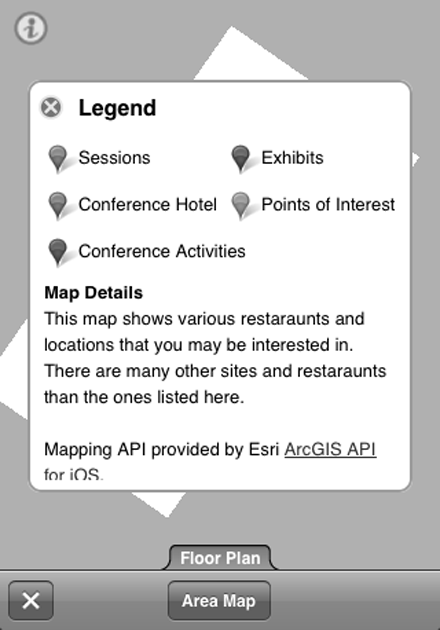 Legend
Sessions
Exhibits
Conference Hotel
Points of Interest
Conference Activities
Map Details
This map shows various restaraunts and
locations that you may be interested in.
There are many other sites and restaraunts
than the ones listed here.
Mapping API provided by Esri ArcGIS API
for iOS.
Floor Plan
Area Map